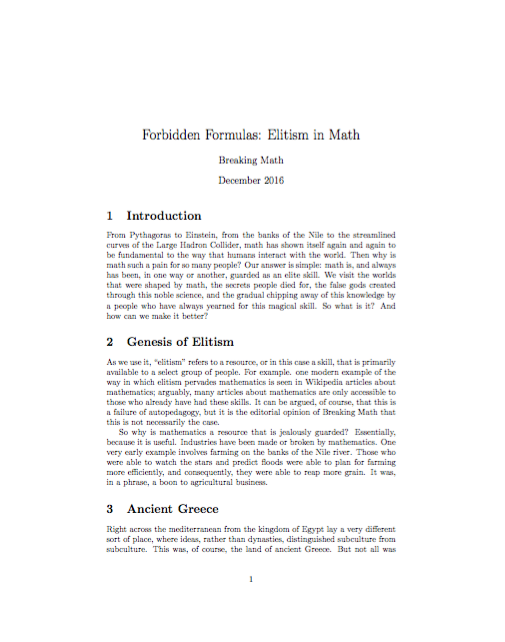 Forbidden Formulas: Elitism in Math
Breaking Math
December 2016
1 Introduction
From Pythagoras to Einstein, from the banks of the Nile to the streamlined
curves of the Large Hadron Collider, math has shown itself again and again to
be fundamental to the way that humans interact with the world. Then why is
math such a pain for so many people? Our answer is simple: math is, and always
has been, in one way or another, guarded as an elite skill. We visit the worlds
that were shaped by math, the secrets people died for, the false gods created
through this noble science, and the gradual chipping away of this knowledge by
a people who have always yearned for this magical skill. So what is it? And
how can we make it better?
2 Genesis of Elitism
As we use it, "elitism" refers to a resource, or in this case a skill, that is primarily
available to a select group of people. For example. one modern example of the
way in which elitism pervades mathematics is seen in Wikipedia articles about
mathematics; arguably, many articles about mathematics are only accessible to
those who already have had these skills. It can be argued, of course, that this is
a failure of autopedagogy, but it is the editorial opinion of Breaking Math that
this is not necessarily the case.
So why is mathematics a resource that is jealously guarded? Essentially,
because it is useful. Industries have been made or broken by mathematics. One
very early example involves farming on the banks of the Nile river. Those who
were able to watch the stars and predict floods were able to plan for farming
more efficiently, and consequently, they were able to reap more grain. It was,
in a phrase, a boon to agricultural business.
3 Ancient Greece
Right across the mediterranean from the kingdom of Egypt lay a very different
sort of place, where ideas, rather than dynasties, distinguished subculture from
subculture. This was, of course, the land of ancient Greece. But not all was
1